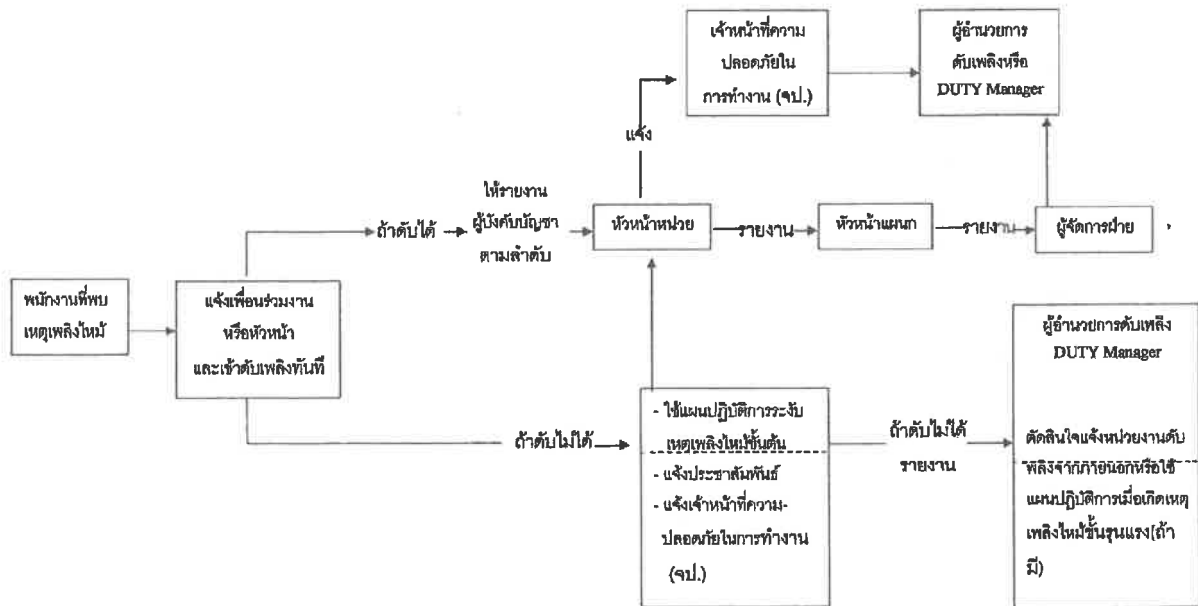 เจ้าหน้าที่ความ
ปลอดภัยใน
การทำงาน (จป.)
ผู้อำนวยการ
ดับเพลิงหรือ
DUTY Manager
แจ้ง
ถ้าดับได้
ให้รายงาน
ผู้บังคับบัญชา
ตามลำดับ
หัวหน้าหน่วย
รายงาน
หัวหน้าแผนก
รายงาน
ผู้จัดการฝ่าย
พนักงานที่พบ
เหตุเพลิงไหม้
แจ้งเพื่อนร่วมงาน
หรือหัวหน้า
และเข้าดับเพลิงทันที
ถ้าดับไม่ได้
- ใช้แผนปฏิบัติการระงับ
เหตุเพลิงไหม้ขั้นต้น
- แจ้งประชาสัมพันธ์
- แจ้งเจ้าหน้าที่ความ-
ปลอดภัยในการทำงาน
(จป.)
ถ้าดับไม่ได้
รายงาน
ผู้อำนวยการดับเพลิง
DUTY Manager
ตัดสินใจแจ้งหน่วยงานดับ
พลิงจากภายนอกหรือใช้
แผนปฏิบัติการเมื่อเกิดเหตุ
เพลิงไหม้ขั้นรุนแรง(ถ้า
มี)